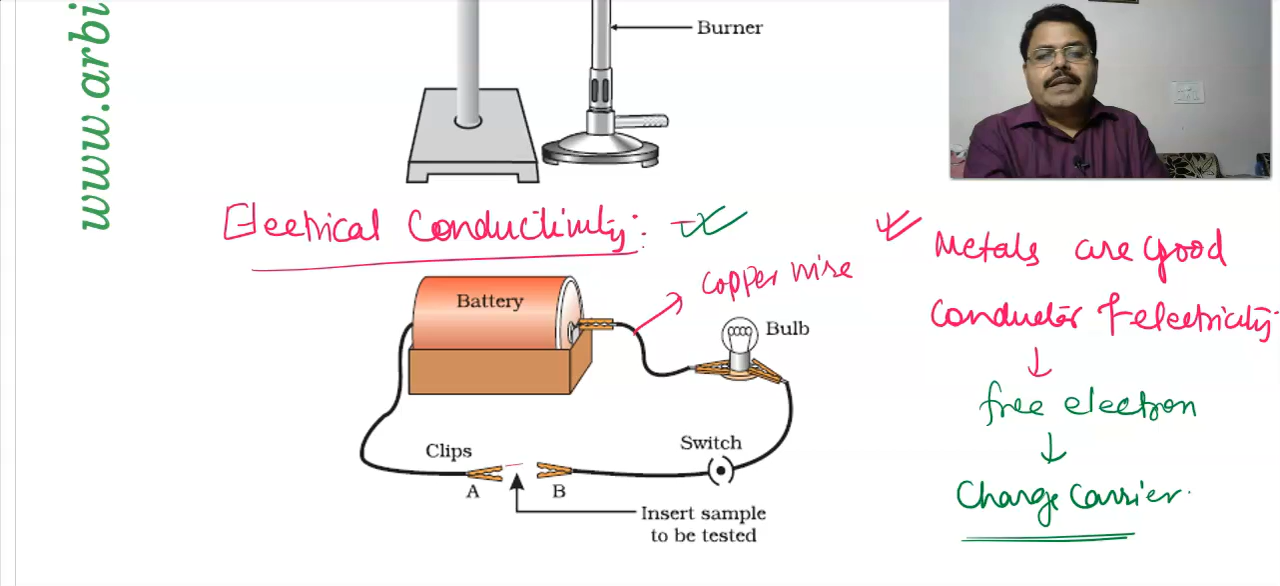 www.arbi
Burner
Electrical Conductivity:
Metals are good
conductor of electricity
↓
free electron
↓
Charge Carrier.
copper wire
Battery
Bulb
Switch
Clips
A
B
Insert sample
to be tested